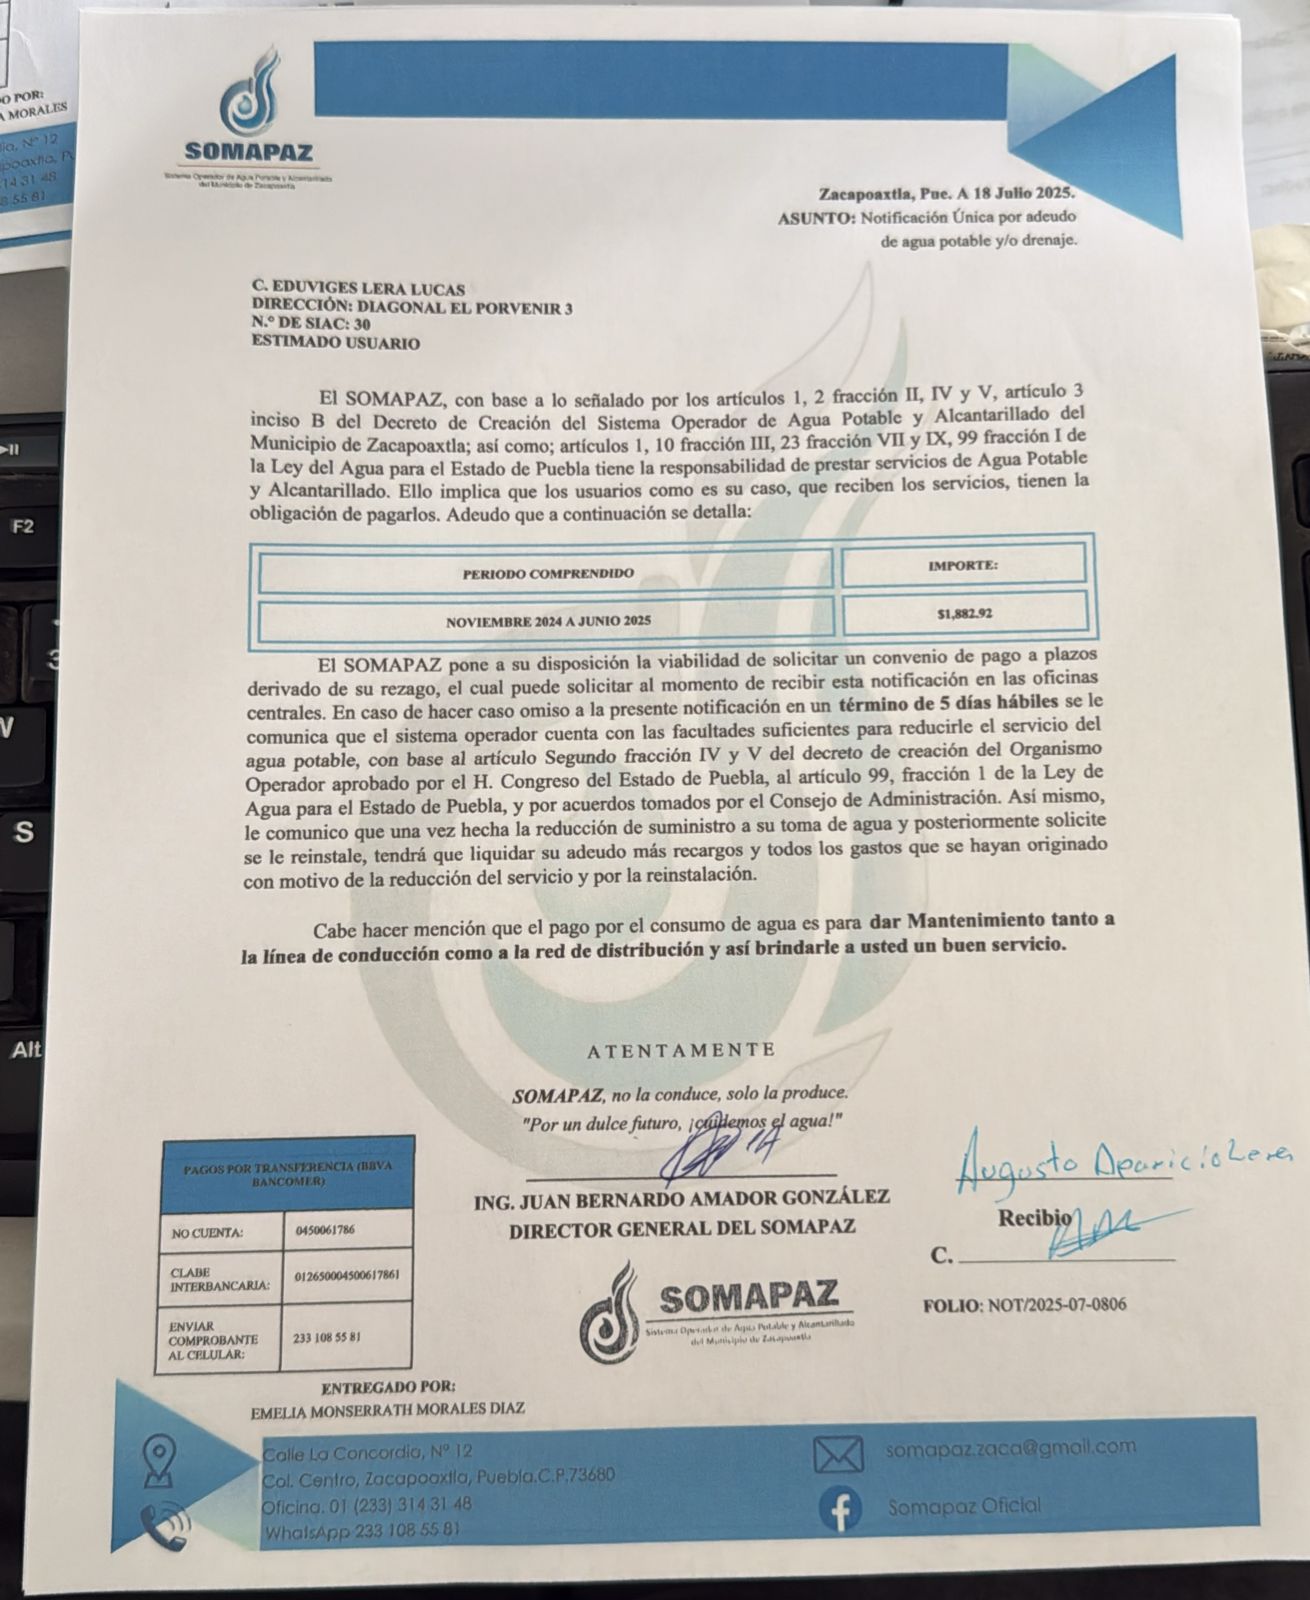 O POR:
A MORALES
ia, Nº 12
poaxtla, P
14 31 48
8 55 81
F2
3
S
Alt
SOMAPAZ
Sistema Operador de Agua Potable y Alcantarillado
del Municipio de Zacapoaxtla
Zacapoaxtla, Pue. A 18 Julio 2025.
ASUNTO: Notificación Única por adeudo
de agua potable y/o drenaje.
C. EDUVIGES LERA LUCAS
DIRECCIÓN: DIAGONAL EL PORVENIR 3
N.º DE SIAC: 30
ESTIMADO USUARIO
El SOMAPAZ, con base a lo señalado por los artículos 1, 2 fracción II, IV y V, artículo 3
inciso B del Decreto de Creación del Sistema Operador de Agua Potable y Alcantarillado del
Municipio de Zacapoaxtla; así como; artículos 1, 10 fracción III, 23 fracción VII y IX, 99 fracción I de
la Ley del Agua para el Estado de Puebla tiene la responsabilidad de prestar servicios de Agua Potable
y Alcantarillado. Ello implica que los usuarios como es su caso, que reciben los servicios, tienen la
obligación de pagarlos. Adeudo que a continuación se detalla:
PERIODO COMPRENDIDO IMPORTE:
NOVIEMBRE 2024 A JUNIO 2025 $1,882.92
El SOMAPAZ pone a su disposición la viabilidad de solicitar un convenio de pago a plazos
derivado de su rezago, el cual puede solicitar al momento de recibir esta notificación en las oficinas
centrales. En caso de hacer caso omiso a la presente notificación en un término de 5 días hábiles se le
comunica que el sistema operador cuenta con las facultades suficientes para reducirle el servicio del
agua potable, con base al artículo Segundo fracción IV y V del decreto de creación del Organismo
Operador aprobado por el H. Congreso del Estado de Puebla, al artículo 99, fracción 1 de la Ley de
Agua para el Estado de Puebla, y por acuerdos tomados por el Consejo de Administración. Así mismo,
le comunico que una vez hecha la reducción de suministro a su toma de agua y posteriormente solicite
se le reinstale, tendrá que liquidar su adeudo más recargos y todos los gastos que se hayan originado
con motivo de la reducción del servicio y por la reinstalación.
Cabe hacer mención que el pago por el consumo de agua es para dar Mantenimiento tanto a
la línea de conducción como a la red de distribución y así brindarle a usted un buen servicio.
ATENTAMENTE
SOMAPAZ, no la conduce, solo la produce.
"Por un dulce futuro, ¡cuidemos el agua!"
ING. JUAN BERNARDO AMADOR GONZÁLEZ
DIRECTOR GENERAL DEL SOMAPAZ
SOMAPAZ
Sistema Operador de Agua Potable y Alcantarillado
del Municipio de Zacapoaxtla
Augusto Aparicio Lera
Recibio
C.
FOLIO: NOT/2025-07-0806
PAGOS POR TRANSFERENCIA (BBVA
BANCOMER)
NO CUENTA: 0450061786
CLABE
INTERBANCARIA: 012650004500617861
ENVIAR
COMPROBANTE
AL CELULAR: 233 108 55 81
ENTREGADO POR:
EMELIA MONSERRATH MORALES DIAZ
Calle La Concordia, Nº 12
Col. Centro, Zacapoaxtla, Puebla.C.P.73680
Oficina. 01 (233) 314 31 48
WhatsApp 233 108 55 81
somapaz.zaca@gmail.com
Somapaz Oficial